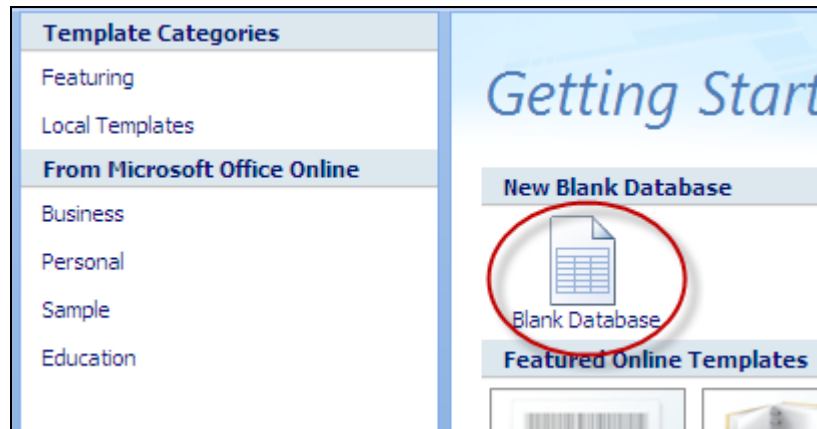 Template Categories
Featuring
Local Templates
From Microsoft Office Online
Business
Personal
Sample
Education
Getting Start
New Blank Database
Blank Database
Featured Online Templates